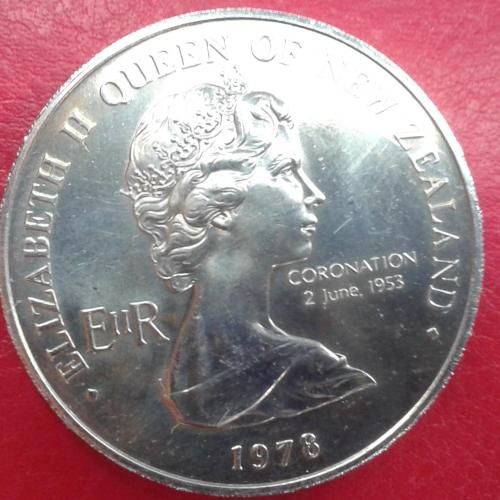 ELIZABETH II QUEEN OF NEW ZEALAND
CORONATION
2 June, 1953
EIIR
1978